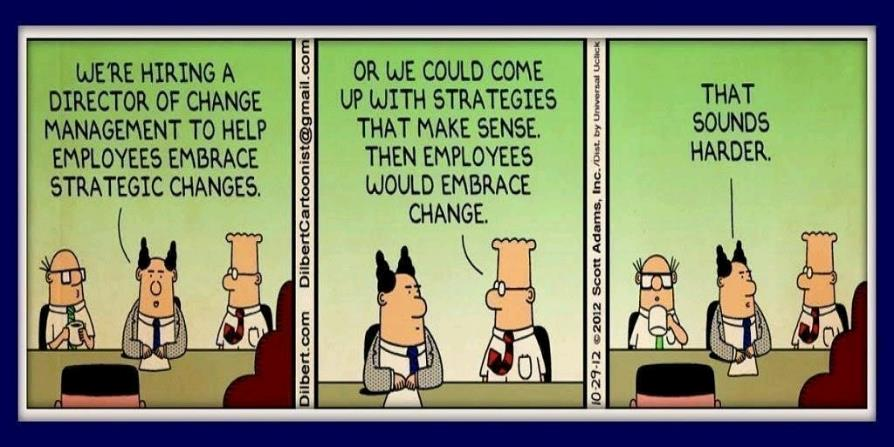 WE'RE HIRING A
DIRECTOR OF CHANGE
MANAGEMENT TO HELP
EMPLOYEES EMBRACE
STRATEGIC CHANGES.
Dilbert.com DilbertCartoonist@gmail.com
OR WE COULD COME
UP WITH STRATEGIES
THAT MAKE SENSE.
THEN EMPLOYEES
WOULD EMBRACE
CHANGE.
10-29-12 ©2012 Scott Adams, Inc. /Dist. by Universal Uclick
THAT
SOUNDS
HARDER.